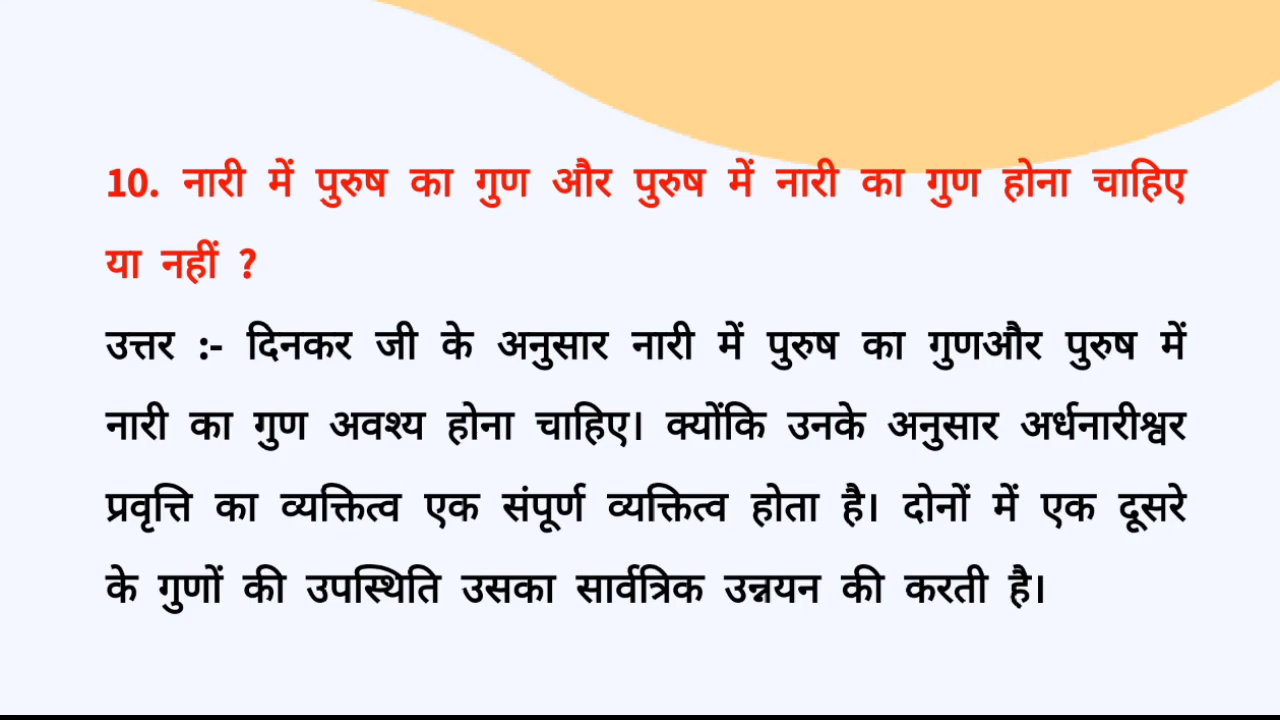 10. नारी में पुरुष का गुण और पुरुष में नारी का गुण होना चाहिए
या नहीं ?
उत्तर :- दिनकर जी के अनुसार नारी में पुरुष का गुणऔर पुरुष में
नारी का गुण अवश्य होना चाहिए। क्योंकि उनके अनुसार अर्धनारीश्वर
प्रवृत्ति का व्यक्तित्व एक संपूर्ण व्यक्तित्व होता है। दोनों में एक दूसरे
के गुणों की उपस्थिति उसका सार्वत्रिक उन्नयन की करती है।